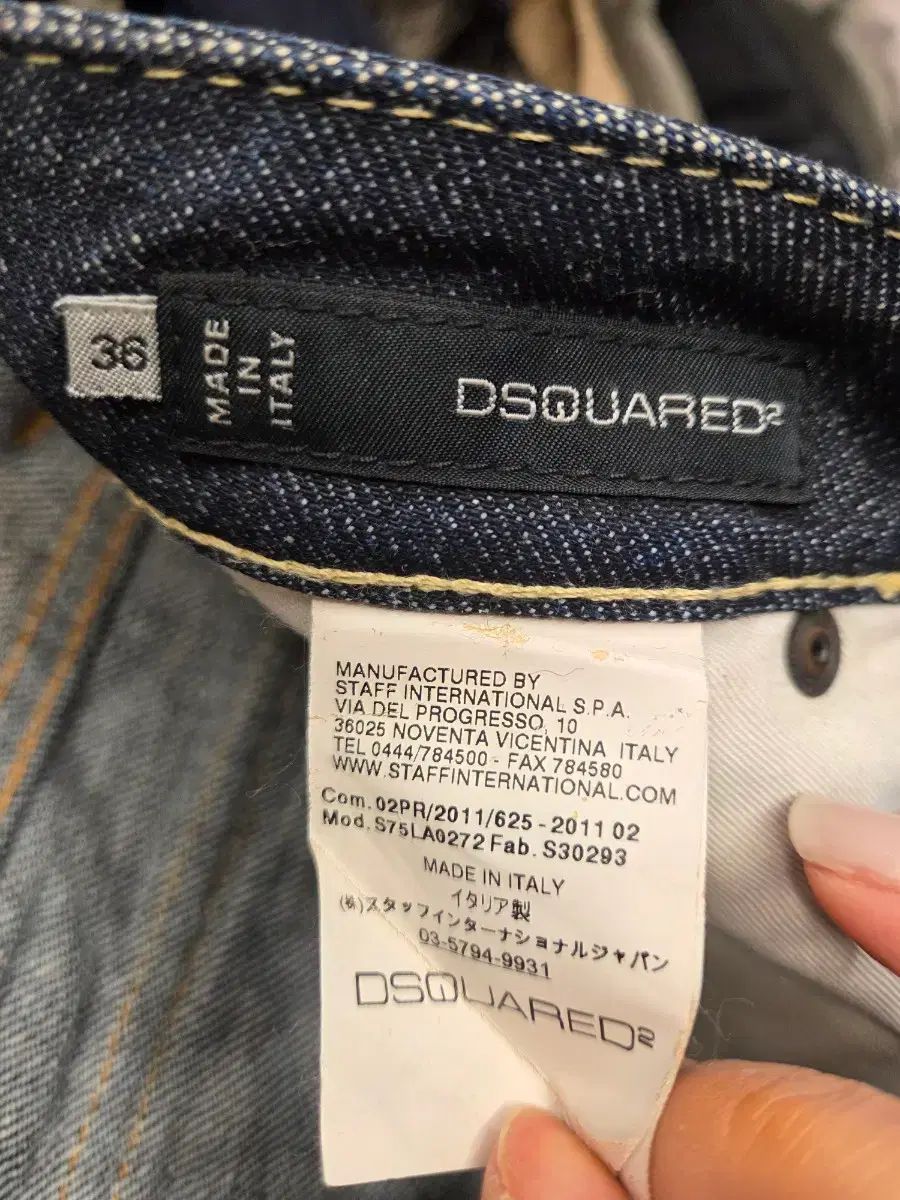 36
MADE
IN
ITALY
DSQUARED²
MANUFACTURED BY
STAFF INTERNATIONAL S.P.A.
VIA DEL PROGRESSO, 10
36025 NOVENTA VICENTINA ITALY
TEL 0444/784500 - FAX 784580
WWW.STAFFINTERNATIONAL.COM
Com. 02PR/2011/625 - 2011 02
Mod. S75LA0272 Fab. S30293
MADE IN ITALY
イタリア製
(株)スタッフインターナショナルジャパン
03-5794-9931
DSQUARED²